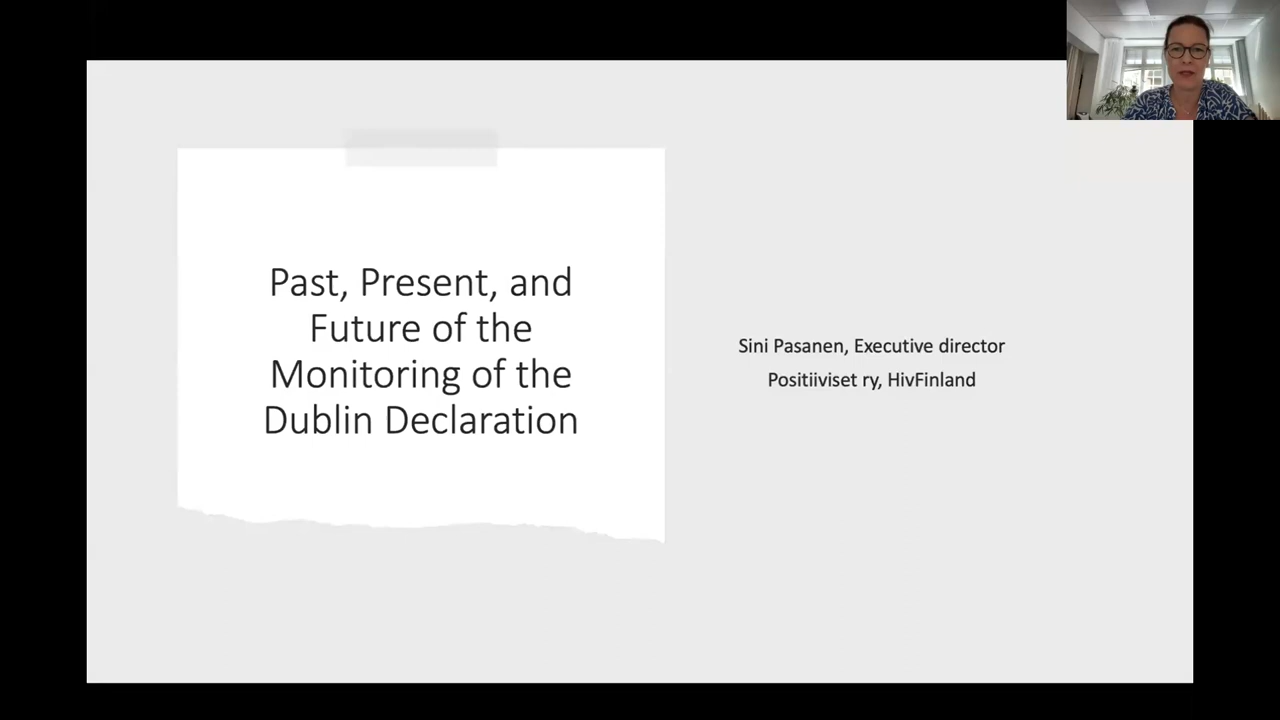 Past, Present, and
Future of the
Monitoring of the
Dublin Declaration
Sini Pasanen, Executive director
Positiiviset ry, HivFinland